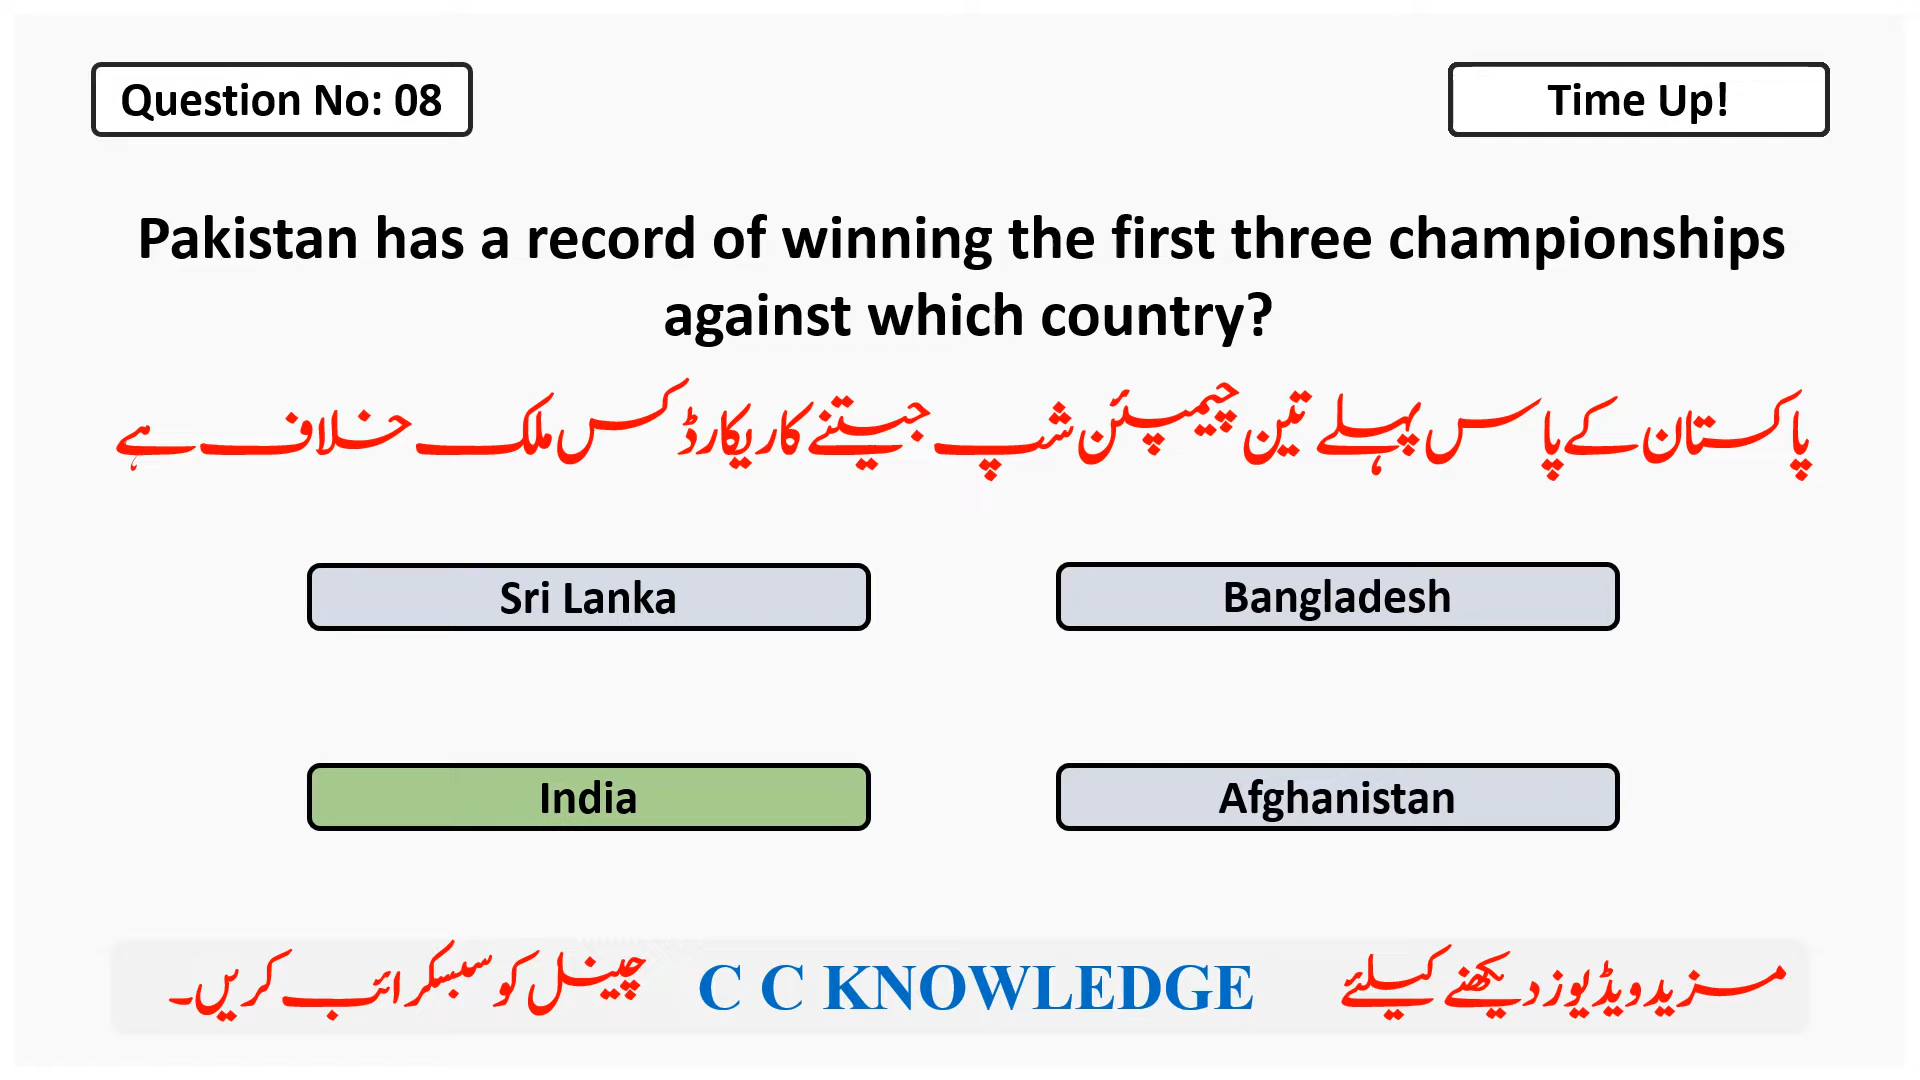 Question No: 08
Time Up!
Pakistan has a record of winning the first three championships
against which country?
پاکستان کے پاس پہلے تین چیمپئن شپ جیتنے کا ریکارڈ کس ملک خلاف ہے
Sri Lanka
Bangladesh
India
Afghanistan
مزید ویڈیوز دیکھنے کیلئے C C KNOWLEDGE چینل کو سبسکرائب کریں۔